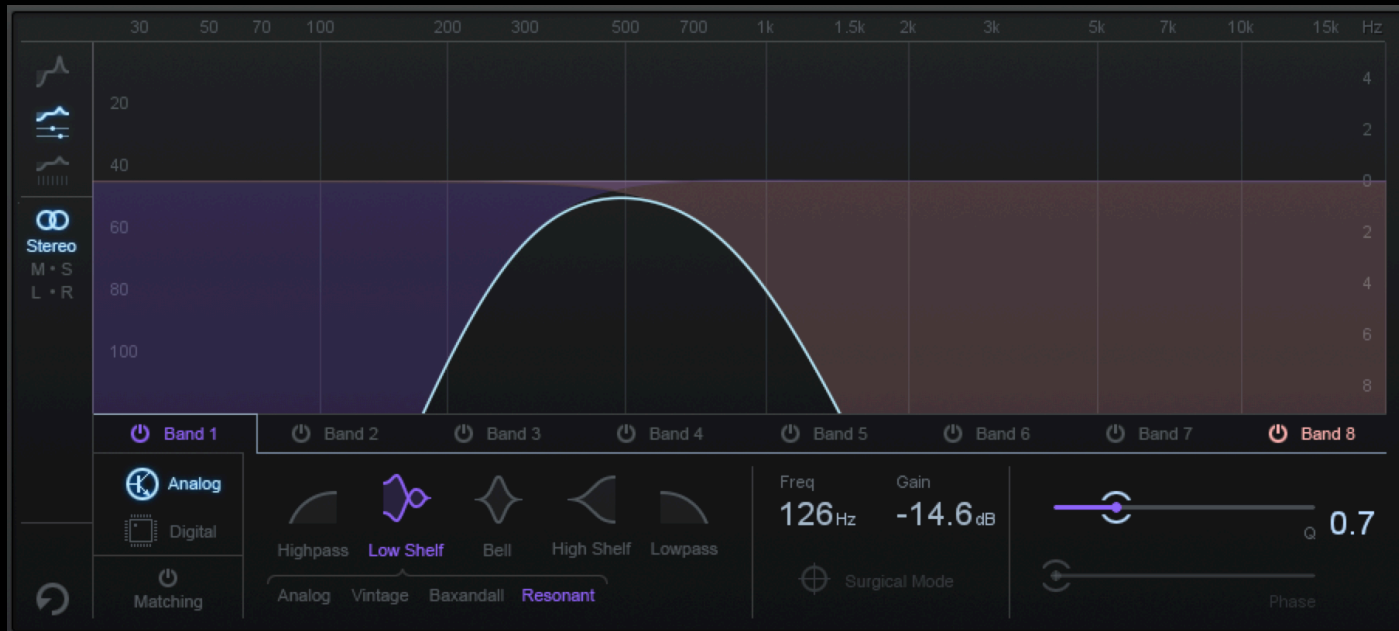 30 50 70 100 200 300 500 700 1k 1.5k 2k 3k 5k 7k 10k 15k Hz
4
20
2
40
0
Stereo
M • S
L • R
60
2
80
4
6
100
8
Band 1 Band 2 Band 3 Band 4 Band 5 Band 6 Band 7 Band 8
Analog
Digital
Matching
Highpass Low Shelf Bell High Shelf Lowpass
Analog Vintage Baxandall Resonant
Freq Gain
126Hz -14.6dB
Surgical Mode
Q 0.7
Phase